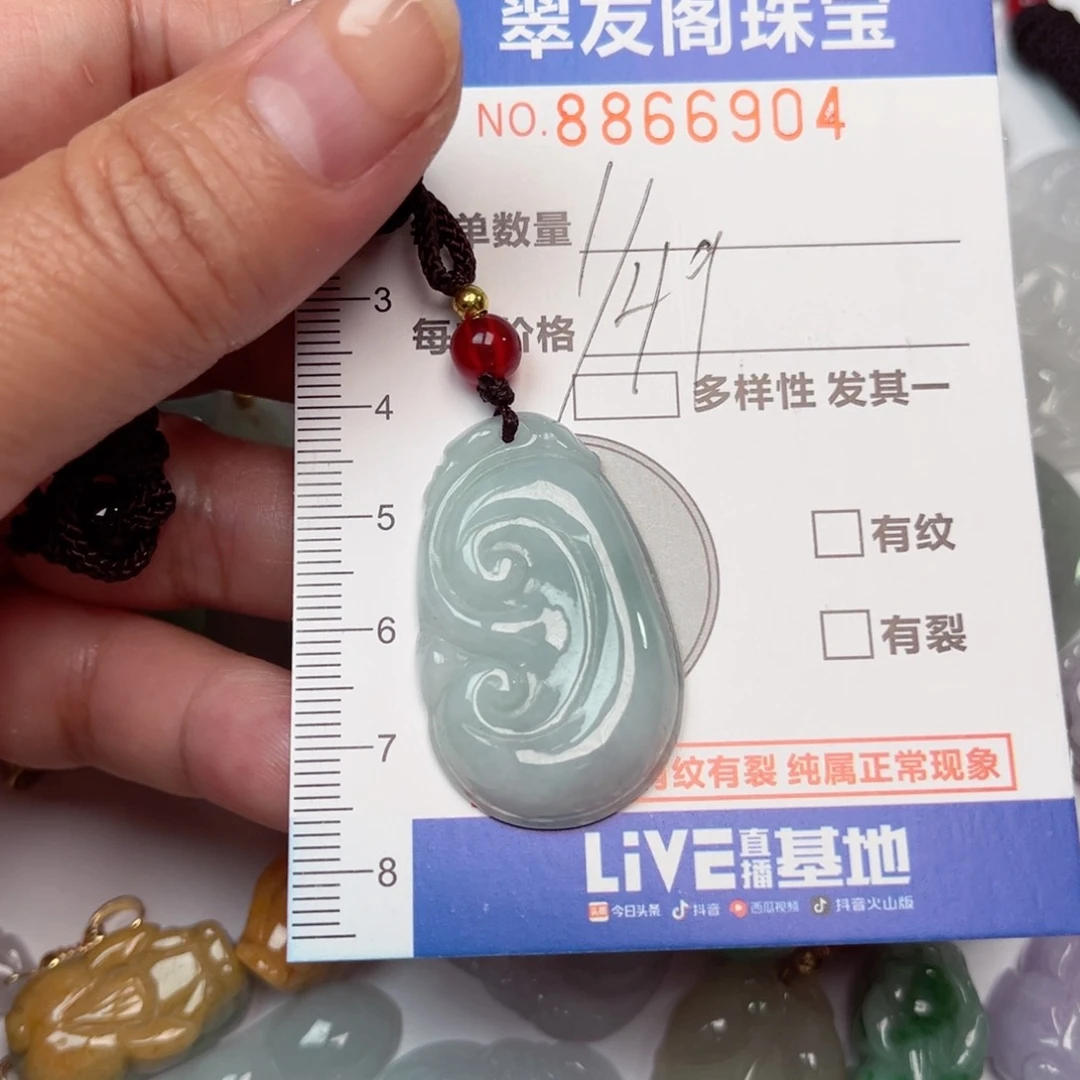 翠友阁珠宝
NO.8866904
单数量
3
每 价格
49
4
多样性 发其一
5
有纹
6
有裂
7
有纹有裂 纯属正常现象
8
LiVE直播基地
头条 今日头条 抖音 西瓜视频 抖音火山版